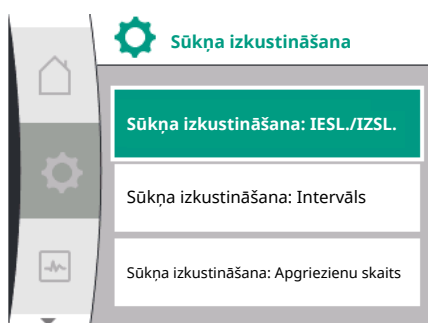 Sūkņa izkustināšana
Sūkņa izkustināšana: IESL./IZSL.
Sūkņa izkustināšana: Intervāls
Sūkņa izkustināšana: Apgriezienu skaits